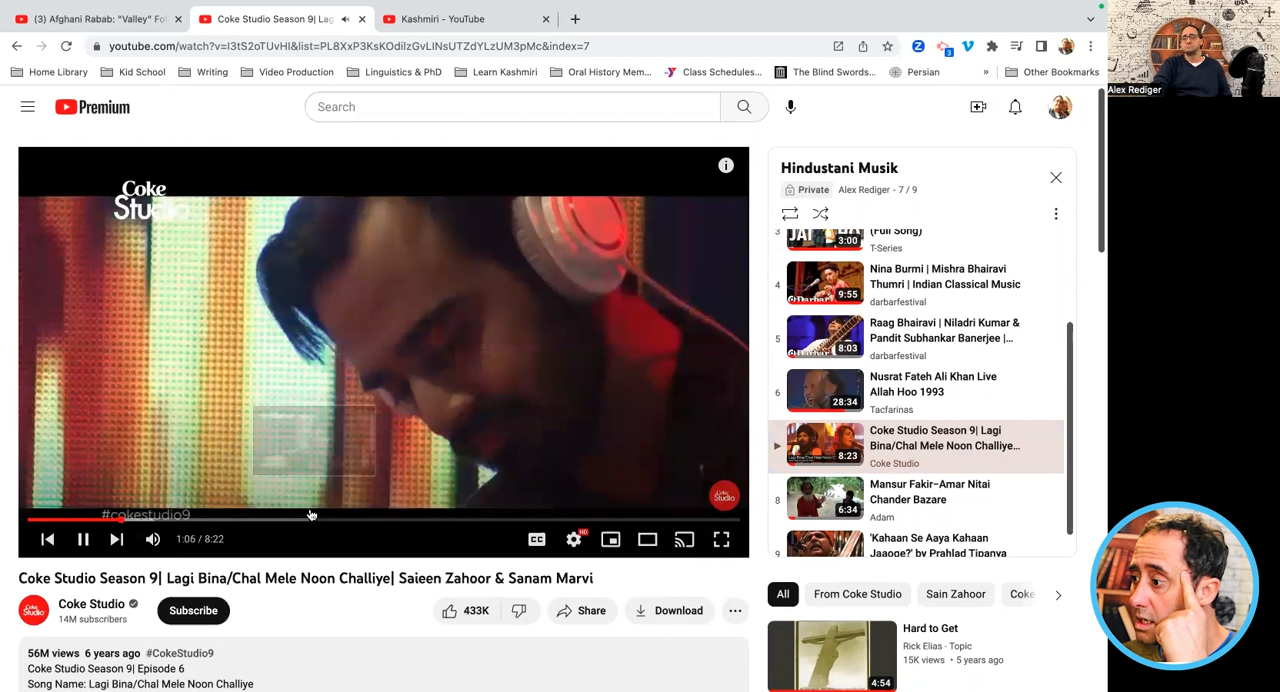 (3) Afghani Rabab: "Valley" Fo
Coke Studio Season 9| Lag
Kashmiri - YouTube
youtube.com/watch?v=I3tS2oTUvHI&list=PL8XxP3KsKOdiIzGvLINsUTZdYLzUM3pMc&index=7
Home Library
Kid School
Writing
Video Production
Linguistics & PhD
Learn Kashmiri
Oral History Mem...
Class Schedules...
The Blind Swords...
Persian
»
Other Bookmarks
Alex Rediger
Premium
Search
Coke
Studio
#cokestudio9
1:06 / 8:22
CC
HD
Hindustani Musik
Private
Alex Rediger - 7 / 9
3
3:00
(Full Song)
T-Series
4
9:55
Nina Burmi | Mishra Bhairavi
Thumri | Indian Classical Music
darbarfestival
5
8:03
Raag Bhairavi | Niladri Kumar &
Pandit Subhankar Banerjee |...
darbarfestival
6
28:34
Nusrat Fateh Ali Khan Live
Allah Hoo 1993
Tacfarinas
8:23
Coke Studio Season 9| Lagi
Bina/Chal Mele Noon Challiye...
Coke Studio
8
6:34
Mansur Fakir-Amar Nitai
Chander Bazare
Adam
9
'Kahaan Se Aaya Kahaan
Jaaoge?' by Prahlad Tipanya
Coke Studio Season 9| Lagi Bina/Chal Mele Noon Challiye| Saieen Zahoor & Sanam Marvi
Coke Studio
14M subscribers
Subscribe
433K
Share
Download
56M views 6 years ago #CokeStudio9
Coke Studio Season 9| Episode 6
Song Name: Lagi Bina/Chal Mele Noon Challiye
All
From Coke Studio
Sain Zahoor
Coke
4:54
Hard to Get
Rick Elias - Topic
15K views • 5 years ago